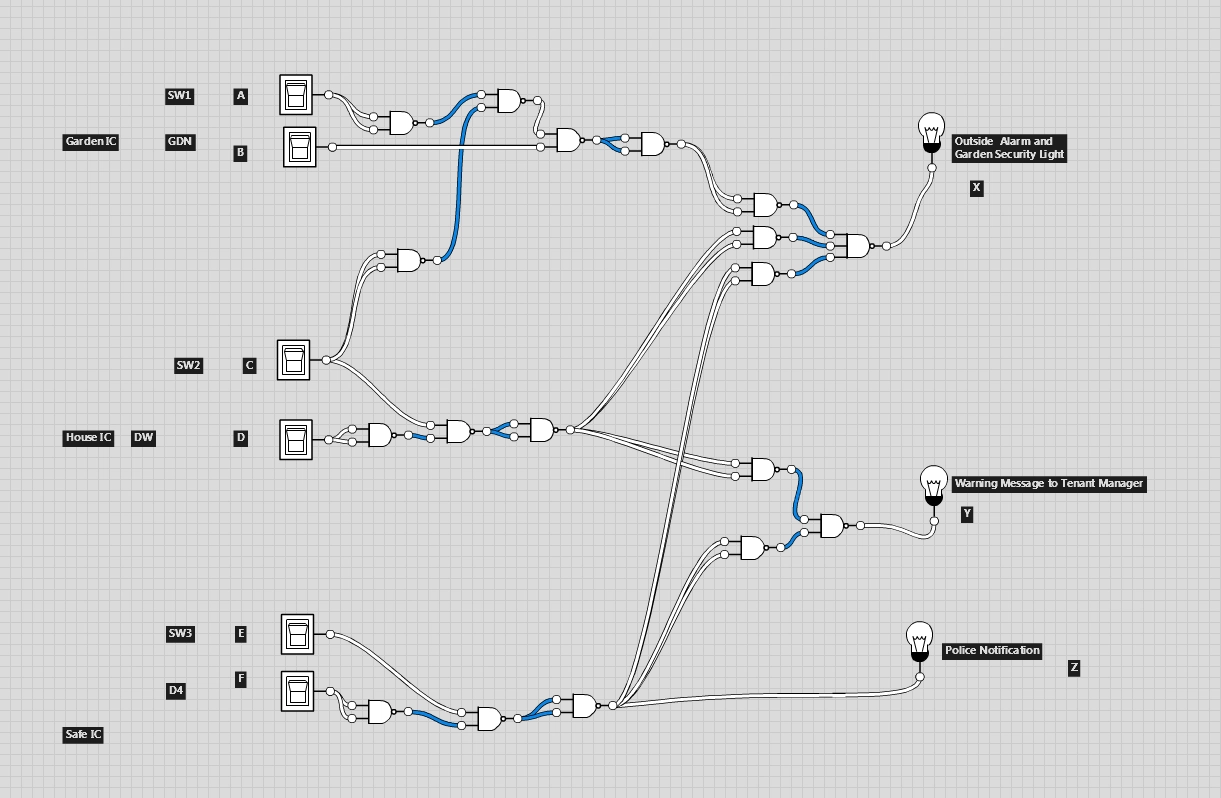 SW1 A
Garden IC GDN B
Outside Alarm and
Garden Security Light
X
SW2 C
House IC DW D
Warning Message to Tenant Manager
Y
SW3 E
Police Notification
Z
F
D4
Safe IC